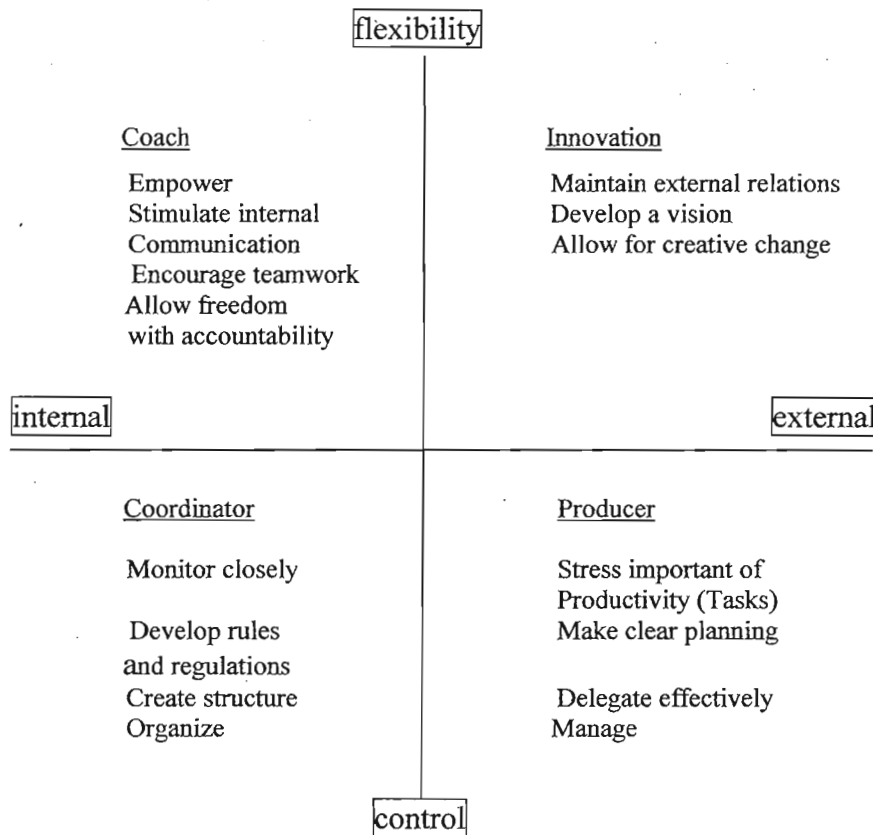 flexibility
Coach
Empower
Stimulate internal
Communication
Encourage teamwork
Allow freedom
with accountability
Innovation
Maintain external relations
Develop a vision
Allow for creative change
internal
external
Coordinator
Monitor closely
Develop rules
and regulations
Create structure
Organize
Producer
Stress important of
Productivity (Tasks)
Make clear planning
Delegate effectively
Manage
control